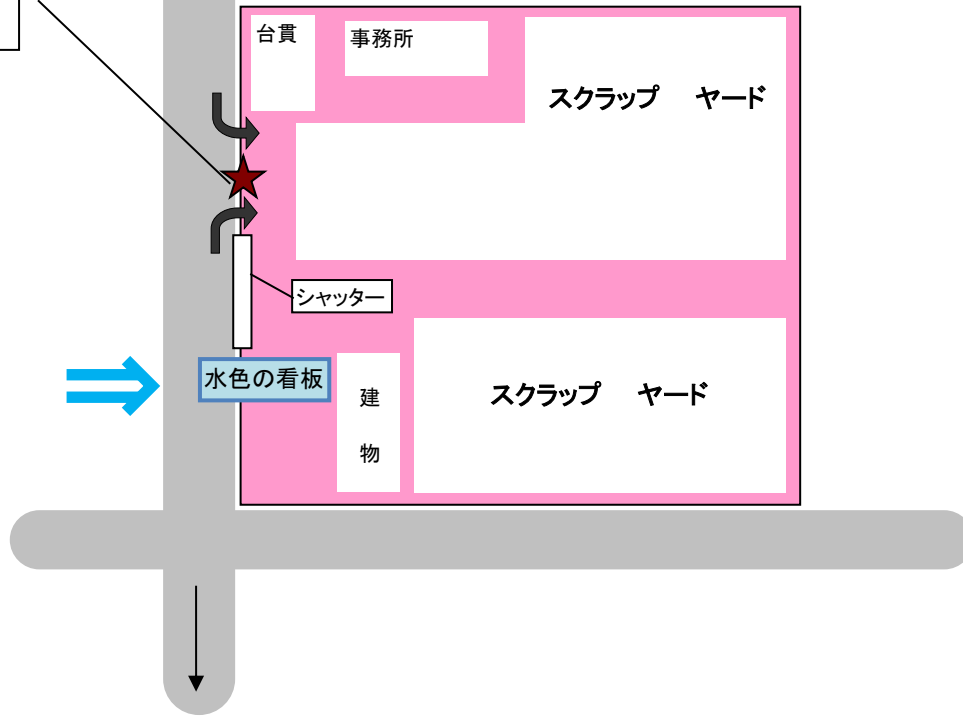 台貫
事務所
スクラップ ヤード
シャッター
水色の看板
建
物
スクラップ ヤード